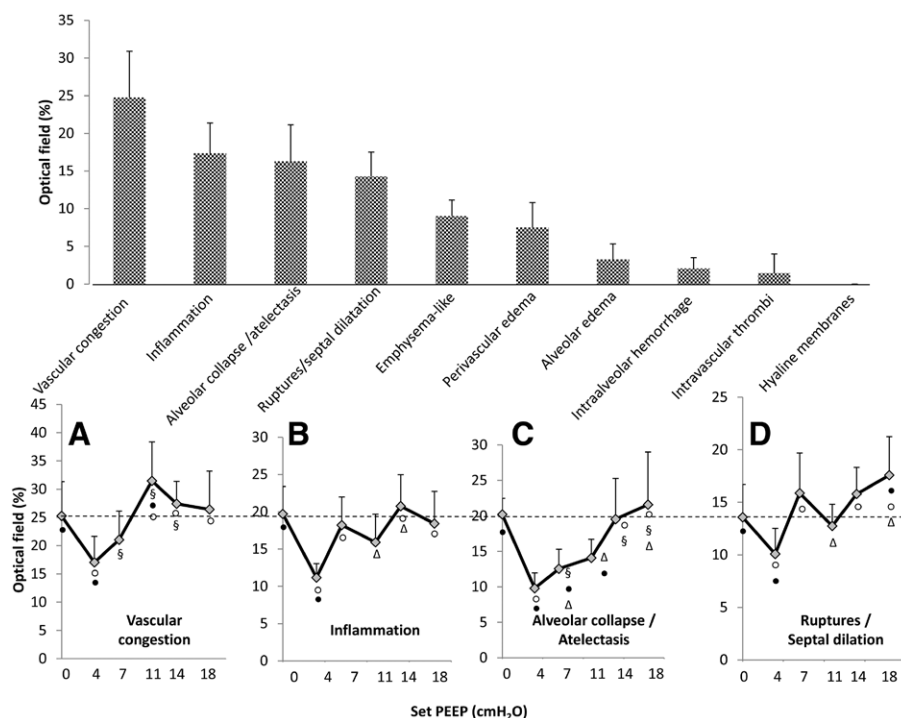 35
30
25
20
15
10
5
0
Optical field (%)
Vascular congestion
Inflammation
Alveolar collapse /atelectasis
Ruptures/septal dilatation
Emphysema-like
Perivascular edema
Alveolar edema
Intraalveolar hemorrhage
Intravascular thrombi
Hyaline membranes
A
45
40
35
30
25
20
15
10
5
0
Optical field (%)
●
○
●
§
§
●
○
○
§
○
Vascular
congestion
0 4 7 11 14 18
B
30
25
20
15
10
5
0
●
○
●
○
Δ
○
Δ
○
Inflammation
0 4 7 11 14 18
C
30
25
20
15
10
5
0
●
○
●
§
●
Δ
Δ
●
○
§
○
§
Δ
Alveolar collapse /
Atelectasis
0 4 7 11 14 18
D
25
20
15
10
5
0
●
○
●
○
Δ
○
●
○
Δ
Ruptures /
Septal dilation
0 4 7 11 14 18
Set PEEP (cmH₂O)